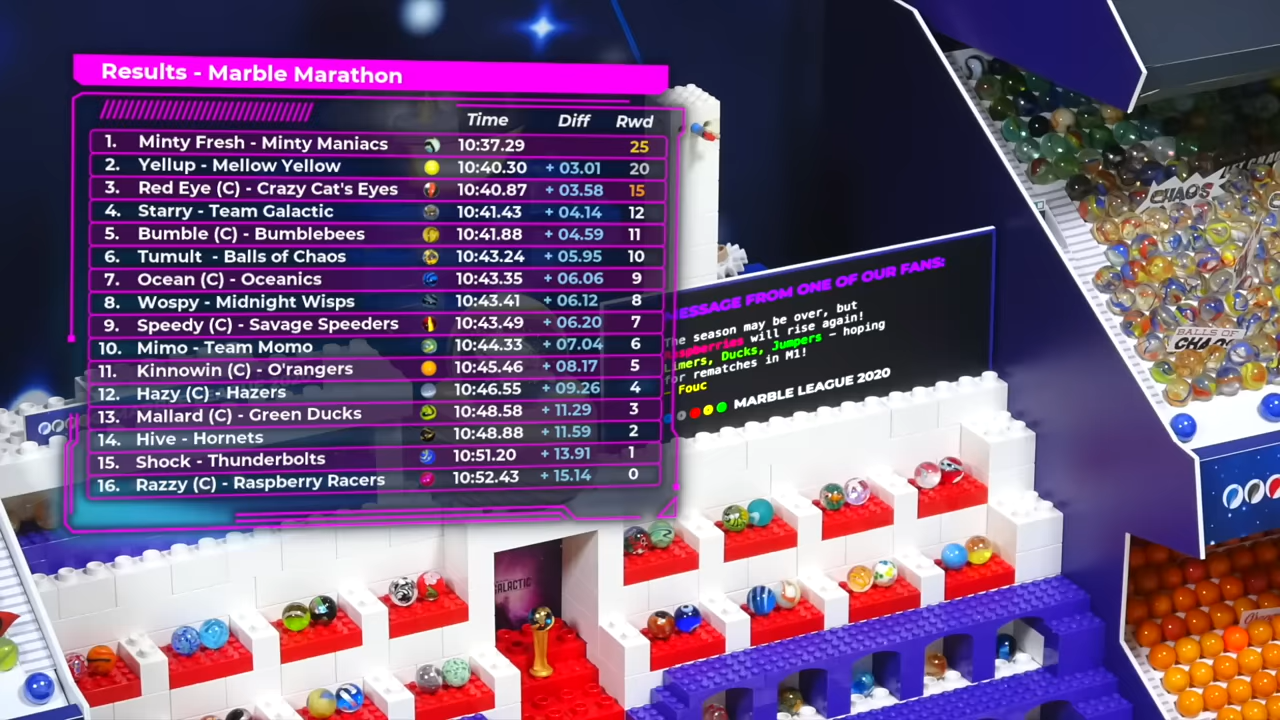 Results - Marble Marathon
Time Diff Rwd
1. Minty Fresh - Minty Maniacs 10:37.29 25
2. Yellup - Mellow Yellow 10:40.30 + 03.01 20
3. Red Eye (C) - Crazy Cat's Eyes 10:40.87 + 03.58 15
4. Starry - Team Galactic 10:41.43 + 04.14 12
5. Bumble (C) - Bumblebees 10:41.88 + 04.59 11
6. Tumult - Balls of Chaos 10:43.24 + 05.95 10
7. Ocean (C) - Oceanics 10:43.35 + 06.06 9
8. Wospy - Midnight Wisps 10:43.41 + 06.12 8
9. Speedy (C) - Savage Speeders 10:43.49 + 06.20 7
10. Mimo - Team Momo 10:44.33 + 07.04 6
11. Kinnowin (C) - O'rangers 10:45.46 + 08.17 5
12. Hazy (C) - Hazers 10:46.55 + 09.26 4
13. Mallard (C) - Green Ducks 10:48.58 + 11.29 3
14. Hive - Hornets 10:48.88 + 11.59 2
15. Shock - Thunderbolts 10:51.20 + 13.91 1
16. Razzy (C) - Raspberry Racers 10:52.43 + 15.14 0
MESSAGE FROM ONE OF OUR FANS:
The season may be over, but
Raspberries will rise again!
Limers, Ducks, Jumpers – hoping
for rematches in M1!
- Fouc
MARBLE LEAGUE 2020
CHAOS
BALLS OF
CHAOS
GALACTIC